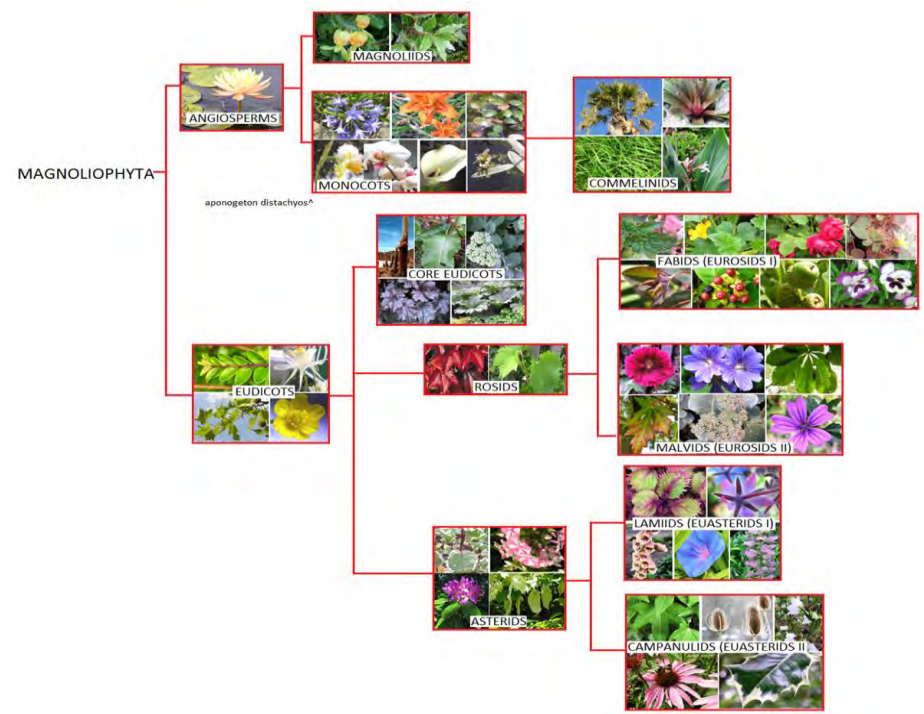 MAGNOLIIDS
ANGIOSPERMS
MONOCOTS
COMMELINIDS
MAGNOLIOPHYTA
aponogeton distachyos^
CORE EUDICOTS
FABIDS (EUROSIDS I)
EUDICOTS
ROSIDS
MALVIDS (EUROSIDS II)
LAMIIDS (EUASTERIDS I)
ASTERIDS
CAMPANULIDS (EUASTERIDS II